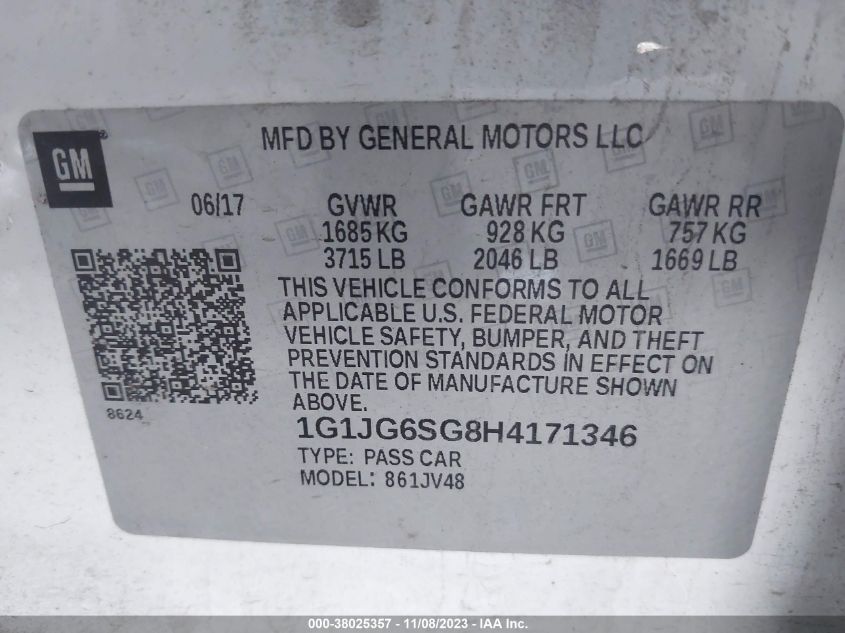 GM
MFD BY GENERAL MOTORS LLC
06/17 GVWR GAWR FRT GAWR RR
1685 KG 928 KG 757 KG
3715 LB 2046 LB 1669 LB
THIS VEHICLE CONFORMS TO ALL
APPLICABLE U.S. FEDERAL MOTOR
VEHICLE SAFETY, BUMPER, AND THEFT
PREVENTION STANDARDS IN EFFECT ON
THE DATE OF MANUFACTURE SHOWN
ABOVE.
8624
1G1JG6SG8H4171346
TYPE: PASS CAR
MODEL: 861JV48
000-38025357 - 11/08/2023 - IAA Inc.